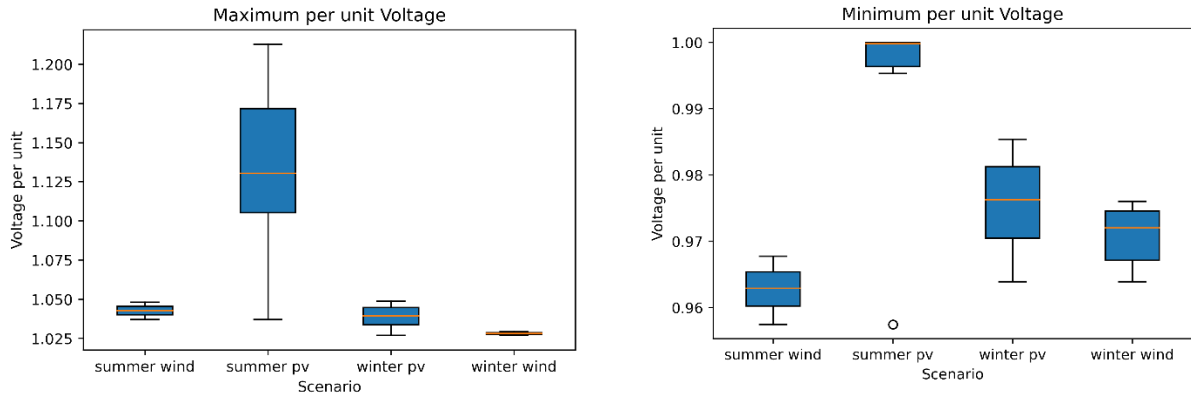 Maximum per unit Voltage
1.200
1.175
1.150
1.125
1.100
1.075
1.050
1.025
Voltage per unit
summer wind
summer pv
winter pv
winter wind
Scenario
Minimum per unit Voltage
1.00
0.99
0.98
0.97
0.96
Voltage per unit
summer wind
summer pv
winter pv
winter wind
Scenario